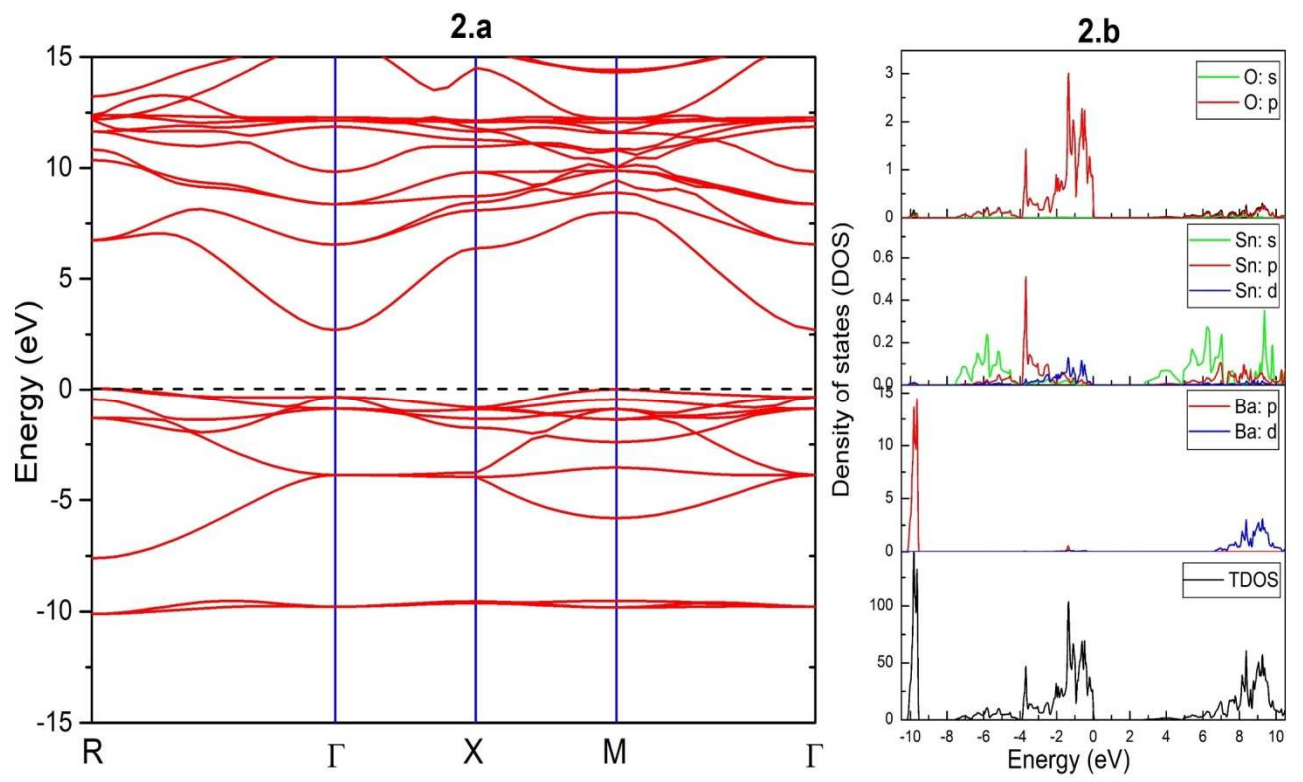 2.a
Energy (eV)
15
10
5
0
-5
-10
-15
R
Γ
X
M
Γ
2.b
Density of states (DOS)
3
2
1
0
O: s
O: p
0.6
0.4
0.2
0.0
Sn: s
Sn: p
Sn: d
15
10
5
0
Ba: p
Ba: d
100
50
0
TDOS
-10 -8 -6 -4 -2 0 2 4 6 8 10
Energy (eV)